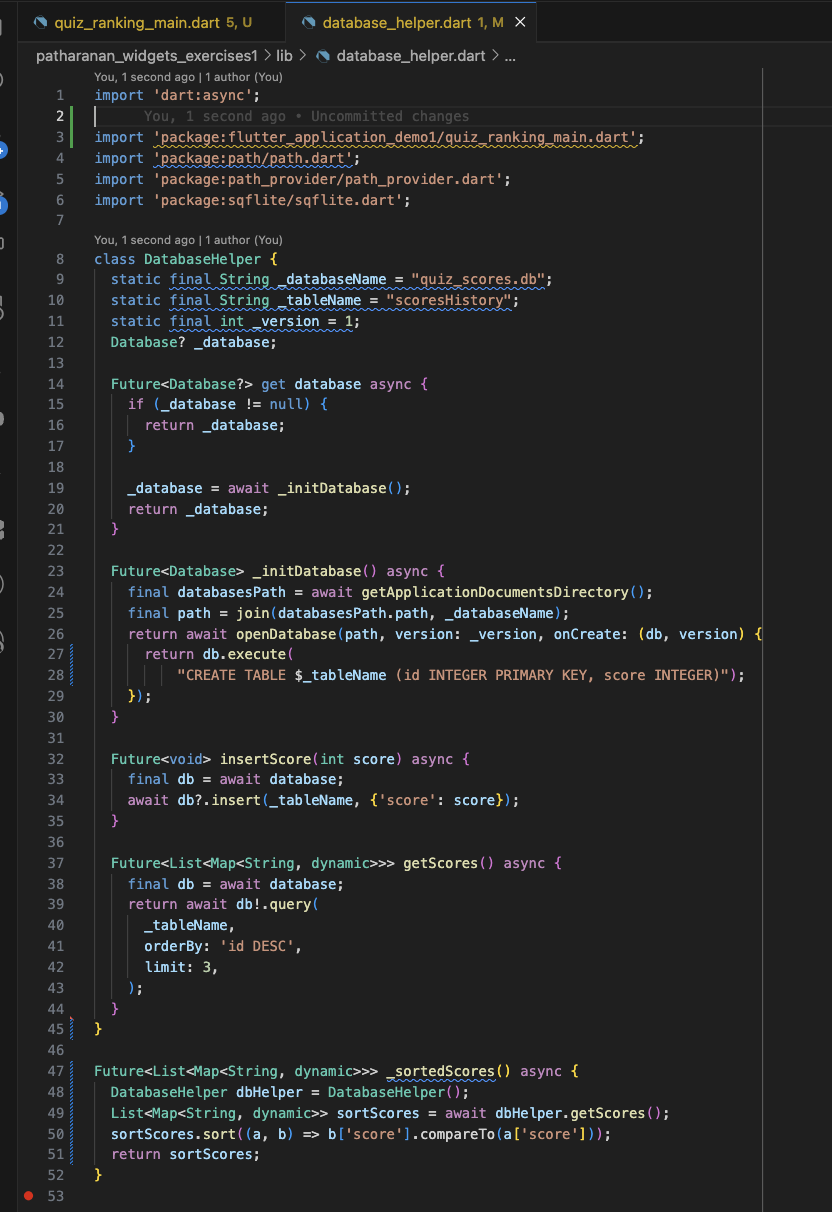 quiz_ranking_main.dart 5, U
database_helper.dart 1, M
patharanan_widgets_exercises1 > lib > database_helper.dart > ...
You, 1 second ago | 1 author (You)
1 import 'dart:async';
2 You, 1 second ago • Uncommitted changes
3 import 'package:flutter_application_demo1/quiz_ranking_main.dart';
4 import 'package:path/path.dart';
5 import 'package:path_provider/path_provider.dart';
6 import 'package:sqflite/sqflite.dart';
7
You, 1 second ago | 1 author (You)
8 class DatabaseHelper {
9 static final String _databaseName = "quiz_scores.db";
10 static final String _tableName = "scoresHistory";
11 static final int _version = 1;
12 Database? _database;
13
14 Future<Database?> get database async {
15 if (_database != null) {
16 return _database;
17 }
18
19 _database = await _initDatabase();
20 return _database;
21 }
22
23 Future<Database> _initDatabase() async {
24 final databasesPath = await getApplicationDocumentsDirectory();
25 final path = join(databasesPath.path, _databaseName);
26 return await openDatabase(path, version: _version, onCreate: (db, version) {
27 return db.execute(
28 "CREATE TABLE $_tableName (id INTEGER PRIMARY KEY, score INTEGER)");
29 });
30 }
31
32 Future<void> insertScore(int score) async {
33 final db = await database;
34 await db?.insert(_tableName, {'score': score});
35 }
36
37 Future<List<Map<String, dynamic>>> getScores() async {
38 final db = await database;
39 return await db!.query(
40 _tableName,
41 orderBy: 'id DESC',
42 limit: 3,
43 );
44 }
45 }
46
47 Future<List<Map<String, dynamic>>> _sortedScores() async {
48 DatabaseHelper dbHelper = DatabaseHelper();
49 List<Map<String, dynamic>> sortScores = await dbHelper.getScores();
50 sortScores.sort((a, b) => b['score'].compareTo(a['score']));
51 return sortScores;
52 }
53